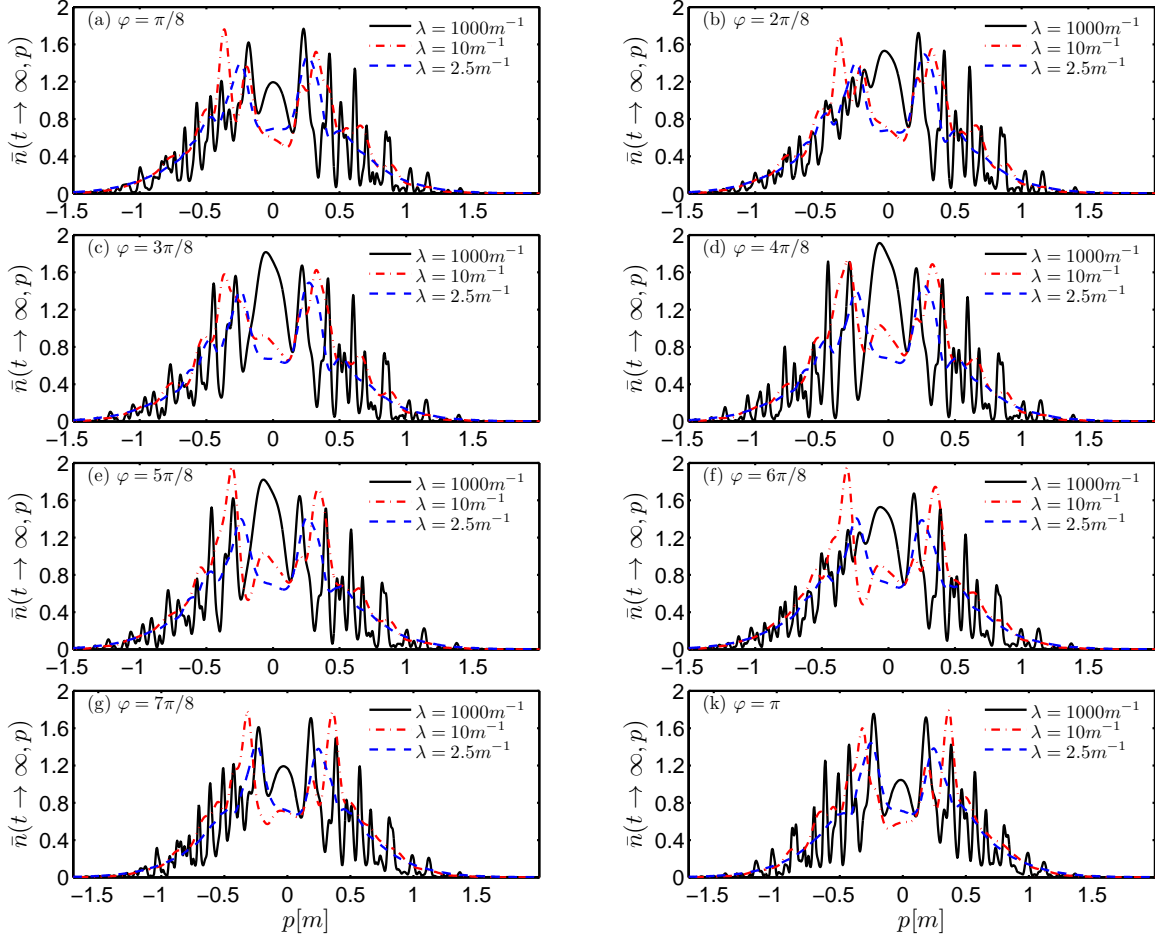 (a) φ = π/8
λ = 1000m⁻¹
λ = 10m⁻¹
λ = 2.5m⁻¹
n̄(t → ∞, p)
2
1.6
1.2
0.8
0.4
0
−1.5 −1 −0.5 0 0.5 1 1.5
(b) φ = 2π/8
λ = 1000m⁻¹
λ = 10m⁻¹
λ = 2.5m⁻¹
n̄(t → ∞, p)
2
1.6
1.2
0.8
0.4
0
−1.5 −1 −0.5 0 0.5 1 1.5
(c) φ = 3π/8
λ = 1000m⁻¹
λ = 10m⁻¹
λ = 2.5m⁻¹
n̄(t → ∞, p)
2
1.6
1.2
0.8
0.4
0
−1.5 −1 −0.5 0 0.5 1 1.5
(d) φ = 4π/8
λ = 1000m⁻¹
λ = 10m⁻¹
λ = 2.5m⁻¹
n̄(t → ∞, p)
2
1.6
1.2
0.8
0.4
0
−1.5 −1 −0.5 0 0.5 1 1.5
(e) φ = 5π/8
λ = 1000m⁻¹
λ = 10m⁻¹
λ = 2.5m⁻¹
n̄(t → ∞, p)
2
1.6
1.2
0.8
0.4
0
−1.5 −1 −0.5 0 0.5 1 1.5
(f) φ = 6π/8
λ = 1000m⁻¹
λ = 10m⁻¹
λ = 2.5m⁻¹
n̄(t → ∞, p)
2
1.6
1.2
0.8
0.4
0
−1.5 −1 −0.5 0 0.5 1 1.5
(g) φ = 7π/8
λ = 1000m⁻¹
λ = 10m⁻¹
λ = 2.5m⁻¹
n̄(t → ∞, p)
2
1.6
1.2
0.8
0.4
0
−1.5 −1 −0.5 0 0.5 1 1.5
p[m]
(k) φ = π
λ = 1000m⁻¹
λ = 10m⁻¹
λ = 2.5m⁻¹
n̄(t → ∞, p)
2
1.6
1.2
0.8
0.4
0
−1.5 −1 −0.5 0 0.5 1 1.5
p[m]